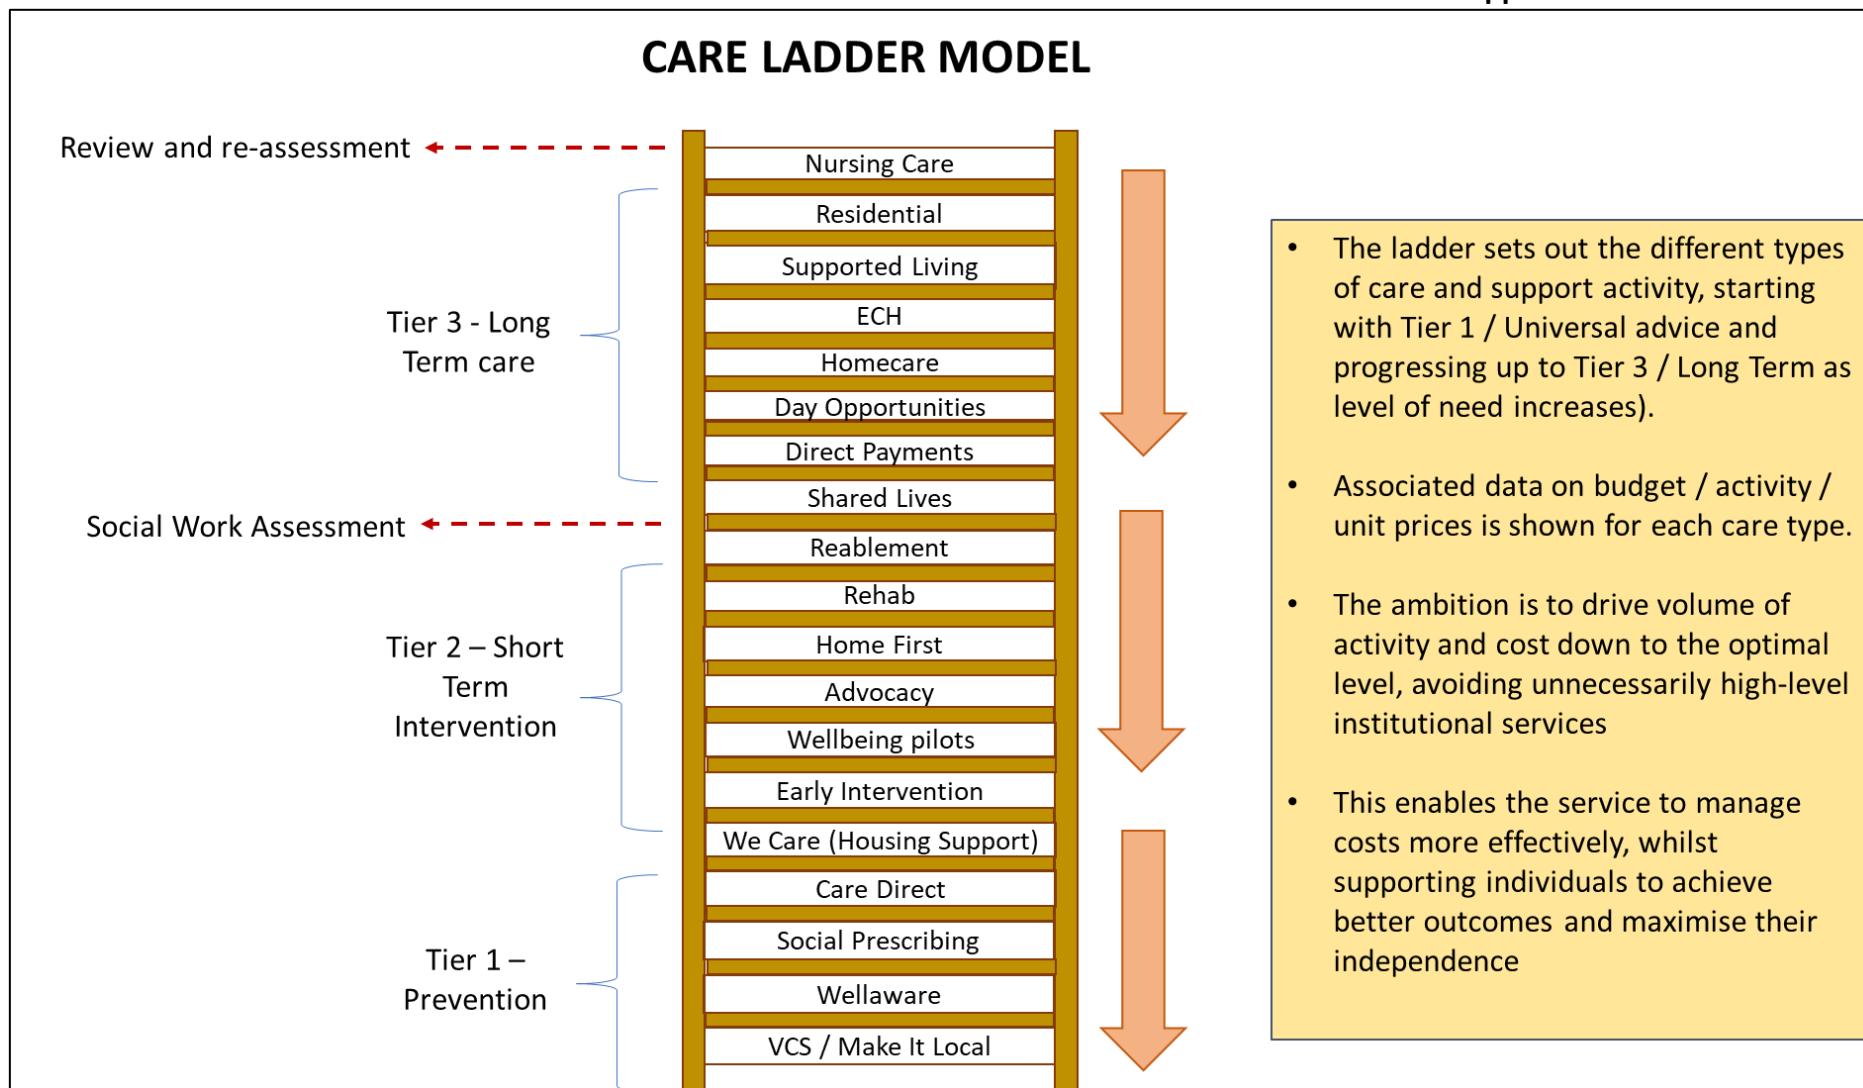 CARE LADDER MODEL
Review and re-assessment
Nursing Care
Residential
Supported Living
ECH
Homecare
Day Opportunities
Direct Payments
Shared Lives
Reablement
Rehab
Home First
Advocacy
Wellbeing pilots
Early Intervention
We Care (Housing Support)
Care Direct
Social Prescribing
Wellaware
VCS / Make It Local
Tier 3 - Long
Term care
Social Work Assessment
Tier 2 – Short
Term
Intervention
Tier 1 –
Prevention
• The ladder sets out the different types
of care and support activity, starting
with Tier 1 / Universal advice and
progressing up to Tier 3 / Long Term as
level of need increases).
• Associated data on budget / activity /
unit prices is shown for each care type.
• The ambition is to drive volume of
activity and cost down to the optimal
level, avoiding unnecessarily high-level
institutional services
• This enables the service to manage
costs more effectively, whilst
supporting individuals to achieve
better outcomes and maximise their
independence